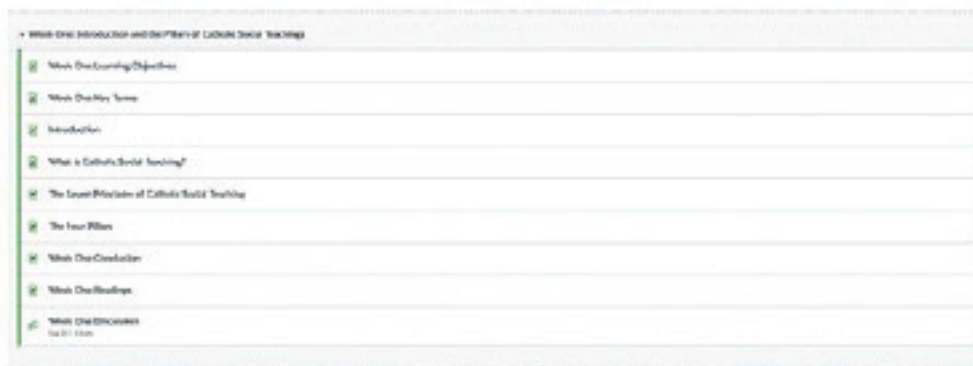 Week One: Introduction and the Pillars of Catholic Social Teachings
Week One Learning Objectives
Week One Key Terms
Introduction
What is Catholic Social Teaching?
The Seven Principles of Catholic Social Teaching
The Four Pillars
Week One Conclusion
Week One Readings
Week One Discussion